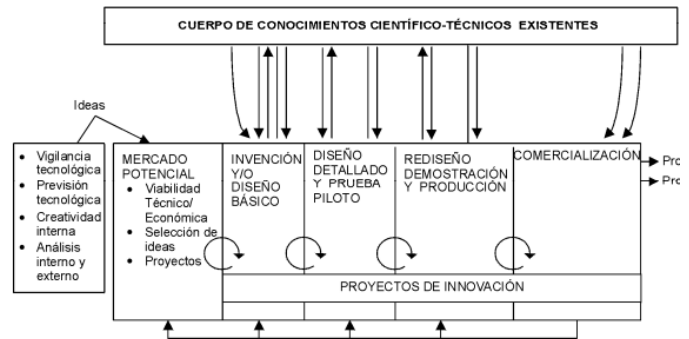 CUERPO DE CONOCIMIENTOS CIENTÍFICO-TÉCNICOS EXISTENTES
Ideas
• Vigilancia
tecnológica
• Previsión
tecnológica
• Creatividad
interna
• Análisis
interno y
externo
MERCADO
POTENCIAL
• Viabilidad
Técnico/
Económica
• Selección de
ideas
• Proyectos
INVENCIÓN
Y/O
DISEÑO
BÁSICO
DISEÑO
DETALLADO
Y PRUEBA
PILOTO
REDISEÑO
DEMOSTRACIÓN
Y PRODUCCIÓN
COMERCIALIZACIÓN
Pro
Pro
PROYECTOS DE INNOVACIÓN